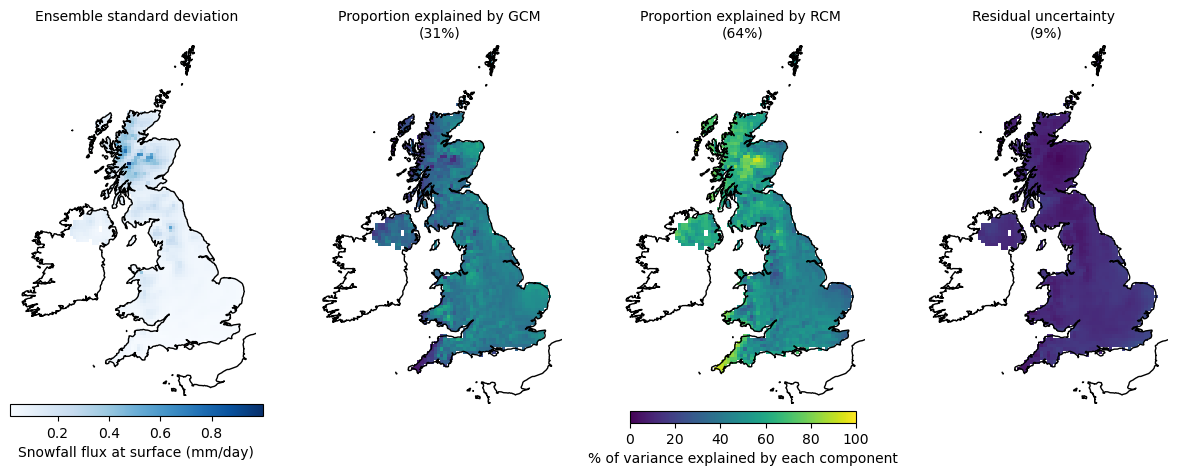 Ensemble standard deviation
Proportion explained by GCM
(31%)
Proportion explained by RCM
(64%)
Residual uncertainty
(9%)
0.2 0.4 0.6 0.8
Snowfall flux at surface (mm/day)
0 20 40 60 80 100
% of variance explained by each component